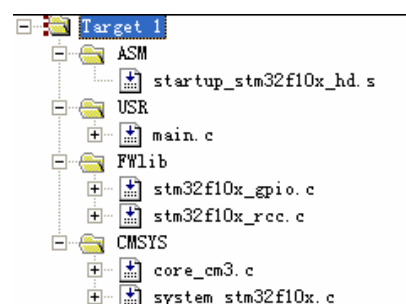 Target 1
ASM
startup_stm32f10x_hd.s
USR
main.c
FWlib
stm32f10x_gpio.c
stm32f10x_rcc.c
CMSYS
core_cm3.c
system_stm32f10x.c